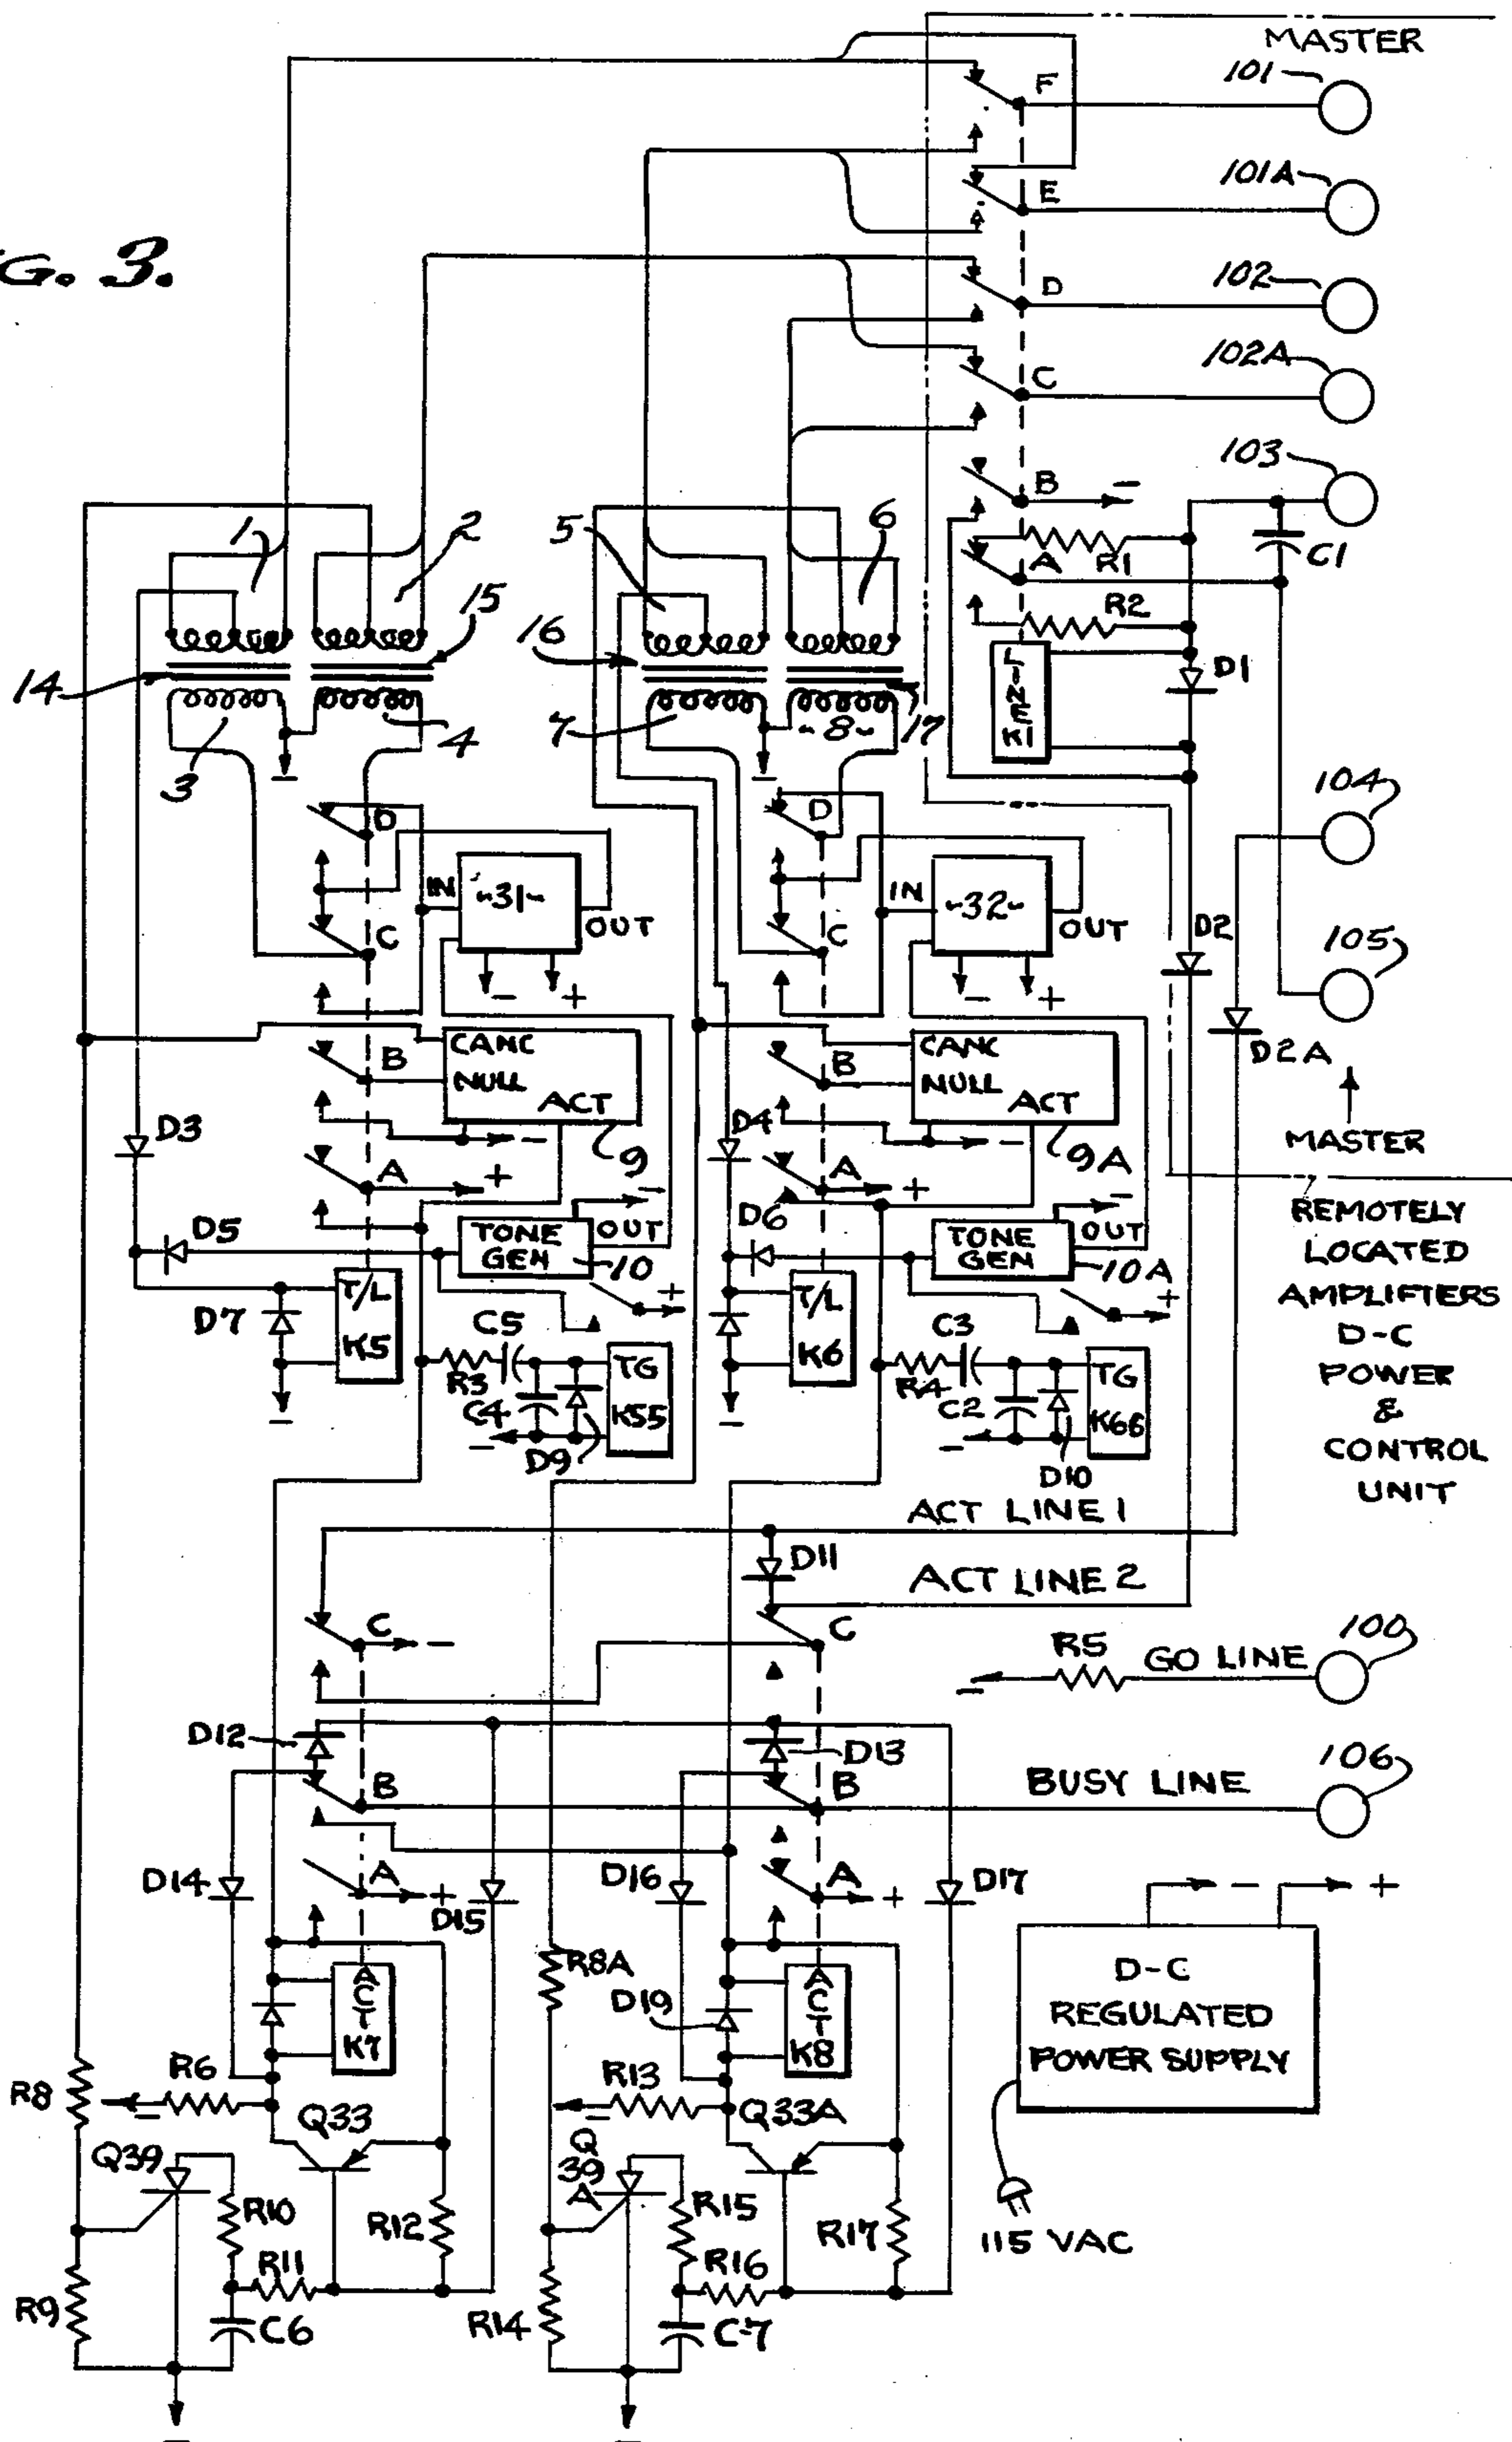 MASTER
101
F
101A
E
G. 3.
102
D
102A
C
103
B
-
1
2
5
6
A
R1
C1
R2
15
16
LINE K1
D1
14
3
4
7
-8-
17
-
-
104
D
D
IN
-31-
OUT
IN
-32-
OUT
C
C
D2
105
- +
- +
D2A
CANC
NULL
ACT
B
CANC
NULL
ACT
B
D3
-
9
D4
-
9A
MASTER
A
+
A
+
D5
TONE
GEN
OUT
-
10
D6
TONE
GEN
OUT
-
10A
REMOTELY
LOCATED
AMPLIFTERS
D-C
POWER
&
CONTROL
UNIT
T/L
K5
+
T/L
K6
+
D7
C5
C3
R3
C4
TG
K55
R4
C2
TG
K66
-
-
D9
-
-
D10
ACT LINE 1
D11
ACT LINE 2
C
-
C
R5
GO LINE
100
-
D12
D13
106
B
B
BUSY LINE
D14
A
+
D15
D16
A
+
D17
- +
R8A
ACT K7
D19
ACT K8
D-C
REGULATED
POWER SUPPLY
R6
R13
R8
-
Q33
-
Q33A
Q39
Q
39
A
R10
R12
R15
R17
115 VAC
R11
R16
R9
C6
R14
C-7
-
-